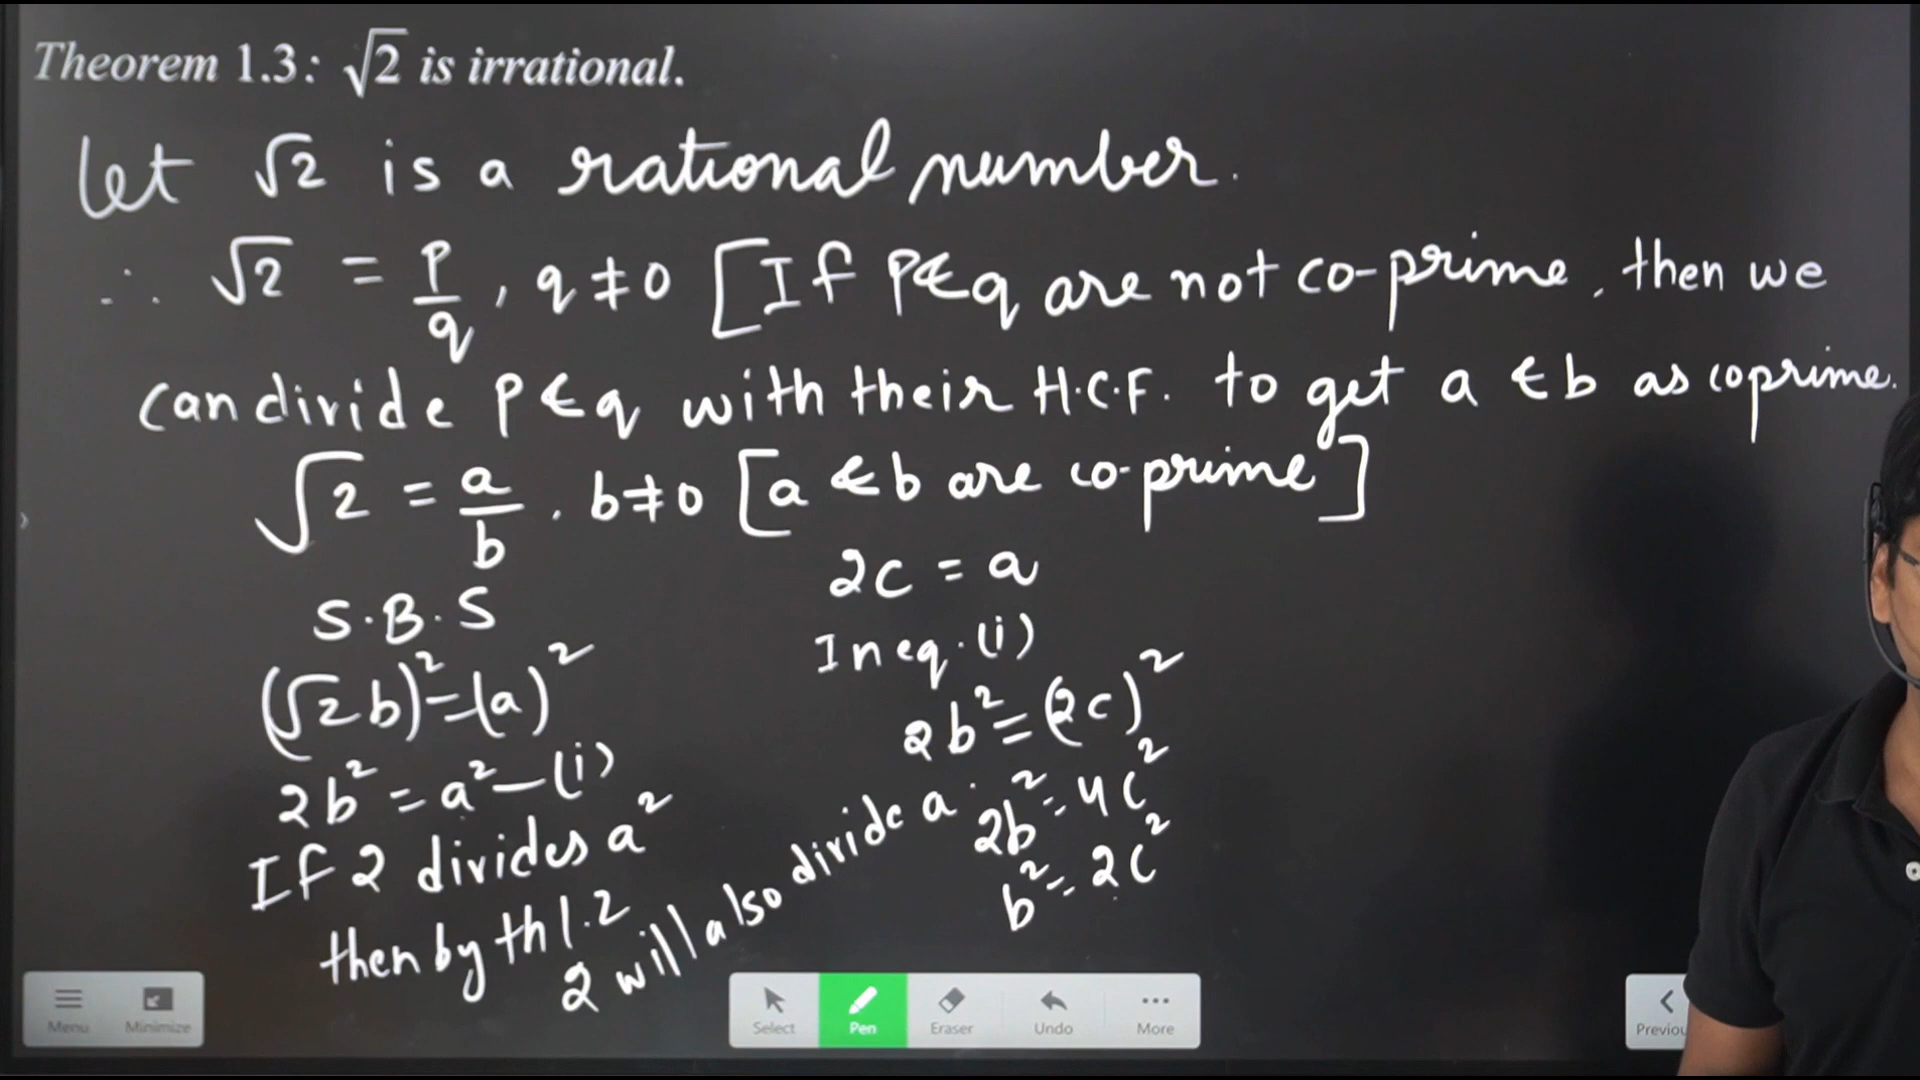 Theorem 1.3: √2 is irrational.
Let √2 is a rational number.
∴ √2 = p/q, q ≠ 0 [If p & q are not co-prime, then we
can divide p & q with their H.C.F. to get a & b as coprime.
√2 = a/b, b ≠ 0 [a & b are co-prime]
S.B.S
(√2 b)² = (a)²
2b² = a² — (i)
If 2 divides a²
then by th 1.2
2 will also divide a.
2c = a
In eq. (i)
2b² = (2c)²
2b² = 4c²
b² = 2c²
Menu
Minimize
Select
Pen
Eraser
Undo
More
Previou